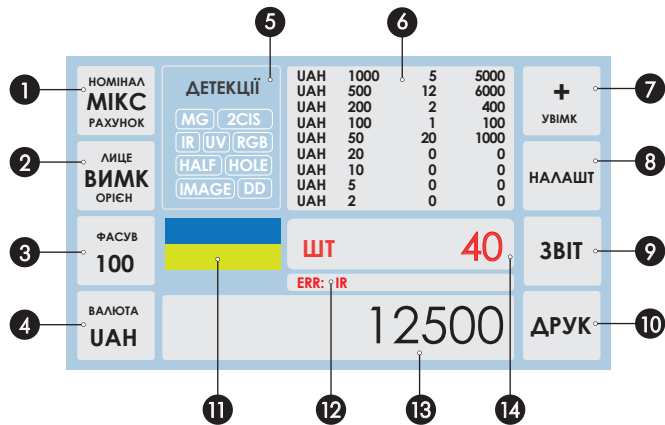 5
6
1
НОМІНАЛ
МІКС
РАХУНОК
ДЕТЕКЦІЇ
MG 2CIS
IR UV RGB
HALF HOLE
IMAGE DD
UAH 1000 5 5000
UAH 500 12 6000
UAH 200 2 400
UAH 100 1 100
UAH 50 20 1000
UAH 20 0 0
UAH 10 0 0
UAH 5 0 0
UAH 2 0 0
+
УВІМК
7
2
ЛИЦЕ
ВИМК
ОРІЄН
НАЛАШТ
8
3
ФАСУВ
100
ШТ 40
ЗВІТ
9
ERR: IR
4
ВАЛЮТА
UAH
12500
ДРУК
10
11
12
13
14